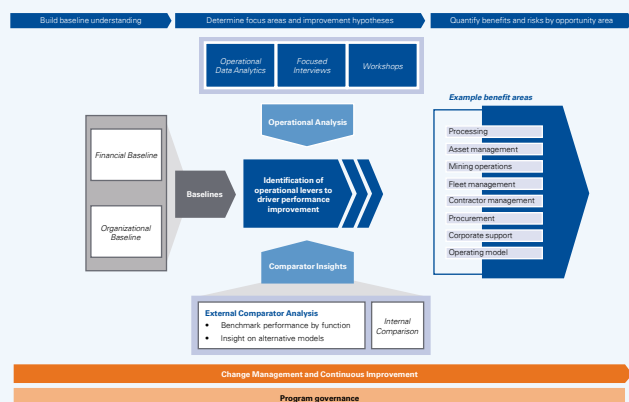 Build baseline understanding
Determine focus areas and improvement hypotheses
Quantify benefits and risks by opportunity area
Operational
Data Analytics
Focused
Interviews
Workshops
Operational Analysis
Financial Baseline
Organizational
Baseline
Baselines
Identification of
operational levers to
driver performance
improvement
Comparator Insights
External Comparator Analysis
• Benchmark performance by function
• Insight on alternative models
Internal
Comparison
Example benefit areas
Processing
Asset management
Mining operations
Fleet management
Contractor management
Procurement
Corporate support
Operating model
Change Management and Continuous Improvement
Program governance